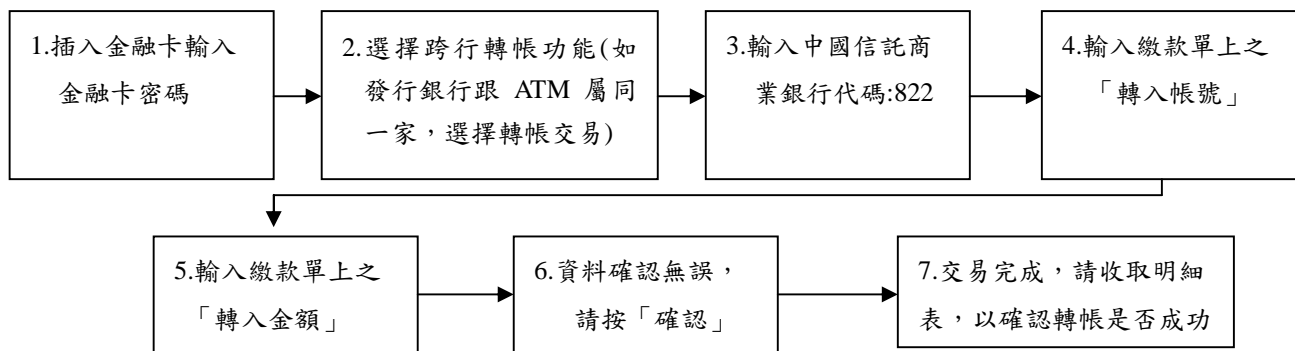 1.插入金融卡輸入
金融卡密碼
2.選擇跨行轉帳功能(如
發行銀行跟 ATM 屬同
一家，選擇轉帳交易)
3.輸入中國信託商
業銀行代碼:822
4.輸入繳款單上之
「轉入帳號」
5.輸入繳款單上之
「轉入金額」
6.資料確認無誤，
請按「確認」
7.交易完成，請收取明細
表，以確認轉帳是否成功